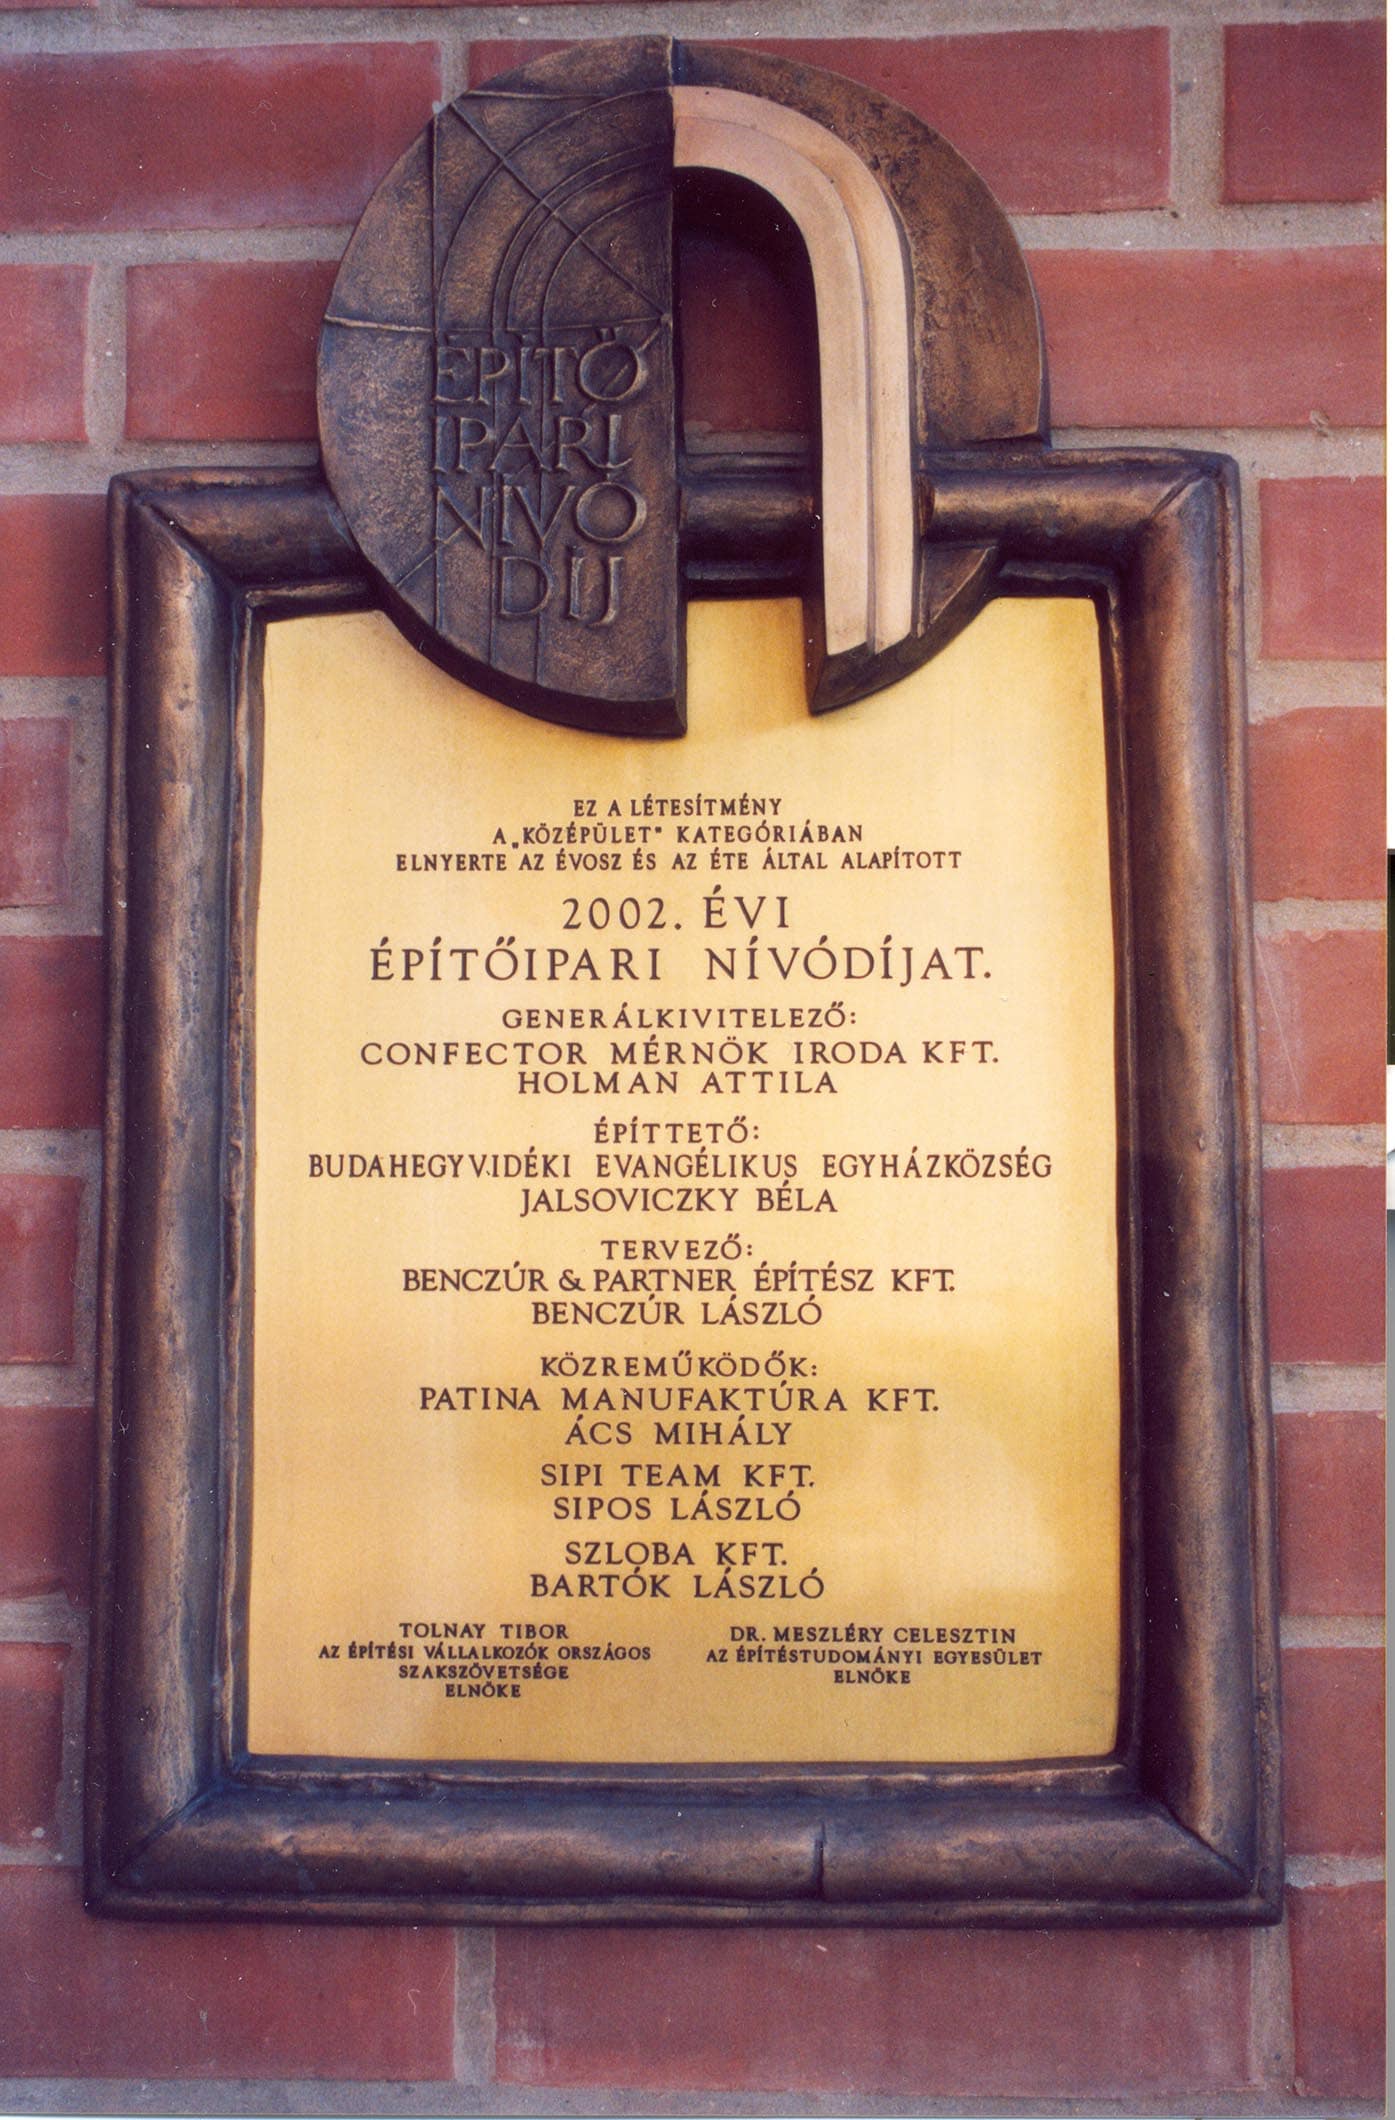 ÉPÍTŐ
IPARI
NÍVÓ
DÍJ
EZ A LÉTESÍTMÉNY
A „KÖZÉPÜLET" KATEGÓRIÁBAN
ELNYERTE AZ ÉVOSZ ÉS AZ ÉTE ÁLTAL ALAPÍTOTT
2002. ÉVI
ÉPÍTŐIPARI NÍVÓDÍJAT.
GENERÁLKIVITELEZŐ:
CONFECTOR MÉRNÖK IRODA KFT.
HOLMAN ATTILA
ÉPÍTTETŐ:
BUDAHEGYVIDÉKI EVANGÉLIKUS EGYHÁZKÖZSÉG
JALSOVICZKY BÉLA
TERVEZŐ:
BENCZÚR & PARTNER ÉPÍTÉSZ KFT.
BENCZÚR LÁSZLÓ
KÖZREMŰKÖDŐK:
PATINA MANUFAKTÚRA KFT.
ÁCS MIHÁLY
SIPI TEAM KFT.
SIPOS LÁSZLÓ
SZLOBA KFT.
BARTÓK LÁSZLÓ
TOLNAY TIBOR
AZ ÉPÍTÉSI VÁLLALKOZÓK ORSZÁGOS
SZAKSZÖVETSÉGE
ELNÖKE
DR. MESZLÉRY CELESZTIN
AZ ÉPÍTÉSTUDOMÁNYI EGYESÜLET
ELNÖKE